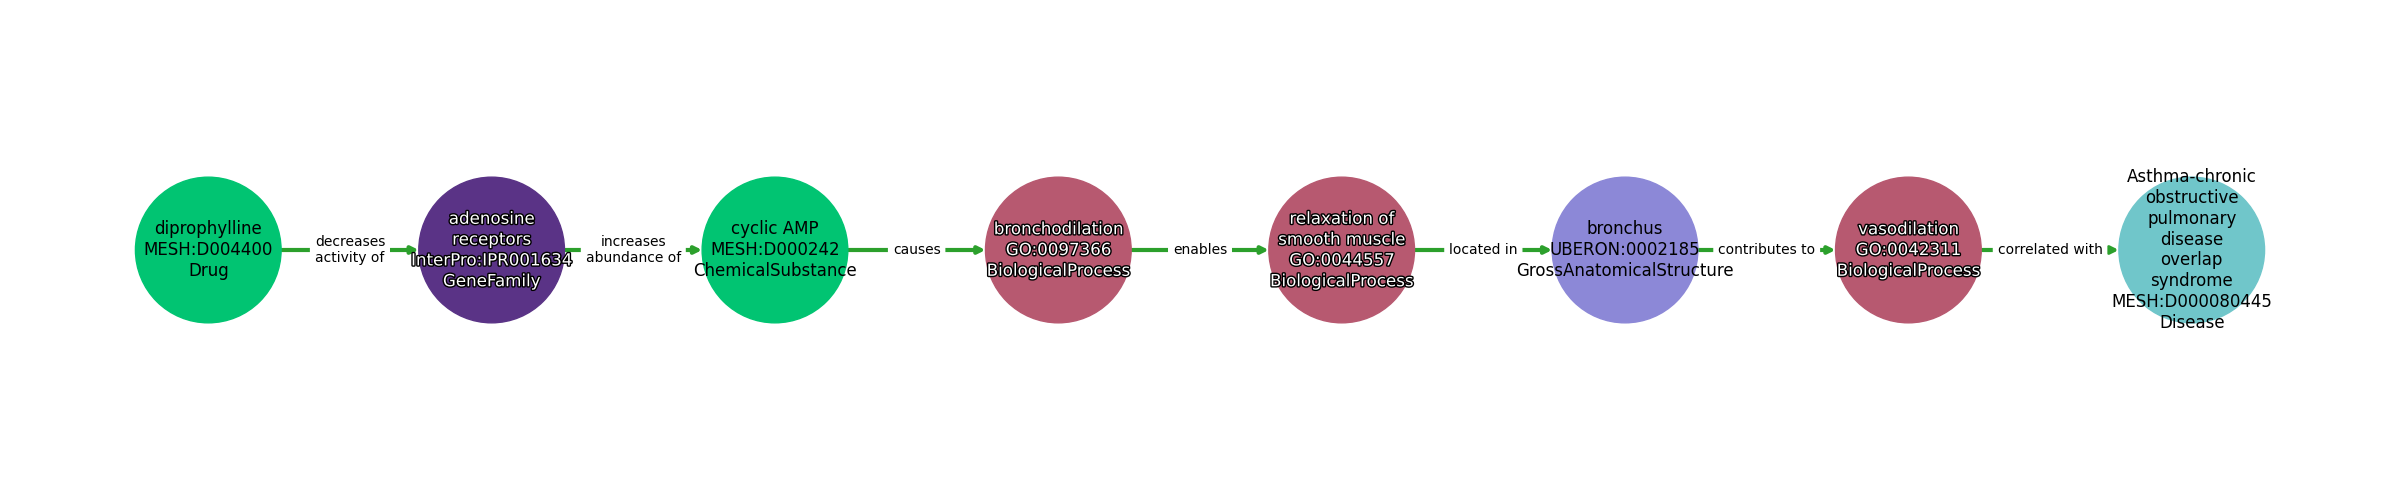 diprophylline
MESH:D004400
Drug
decreases
activity of
adenosine
receptors
InterPro:IPR001634
GeneFamily
increases
abundance of
cyclic AMP
MESH:D000242
ChemicalSubstance
causes
bronchodilation
GO:0097366
BiologicalProcess
enables
relaxation of
smooth muscle
GO:0044557
BiologicalProcess
located in
bronchus
UBERON:0002185
GrossAnatomicalStructure
contributes to
vasodilation
GO:0042311
BiologicalProcess
correlated with
Asthma-chronic
obstructive
pulmonary
disease
overlap
syndrome
MESH:D000080445
Disease